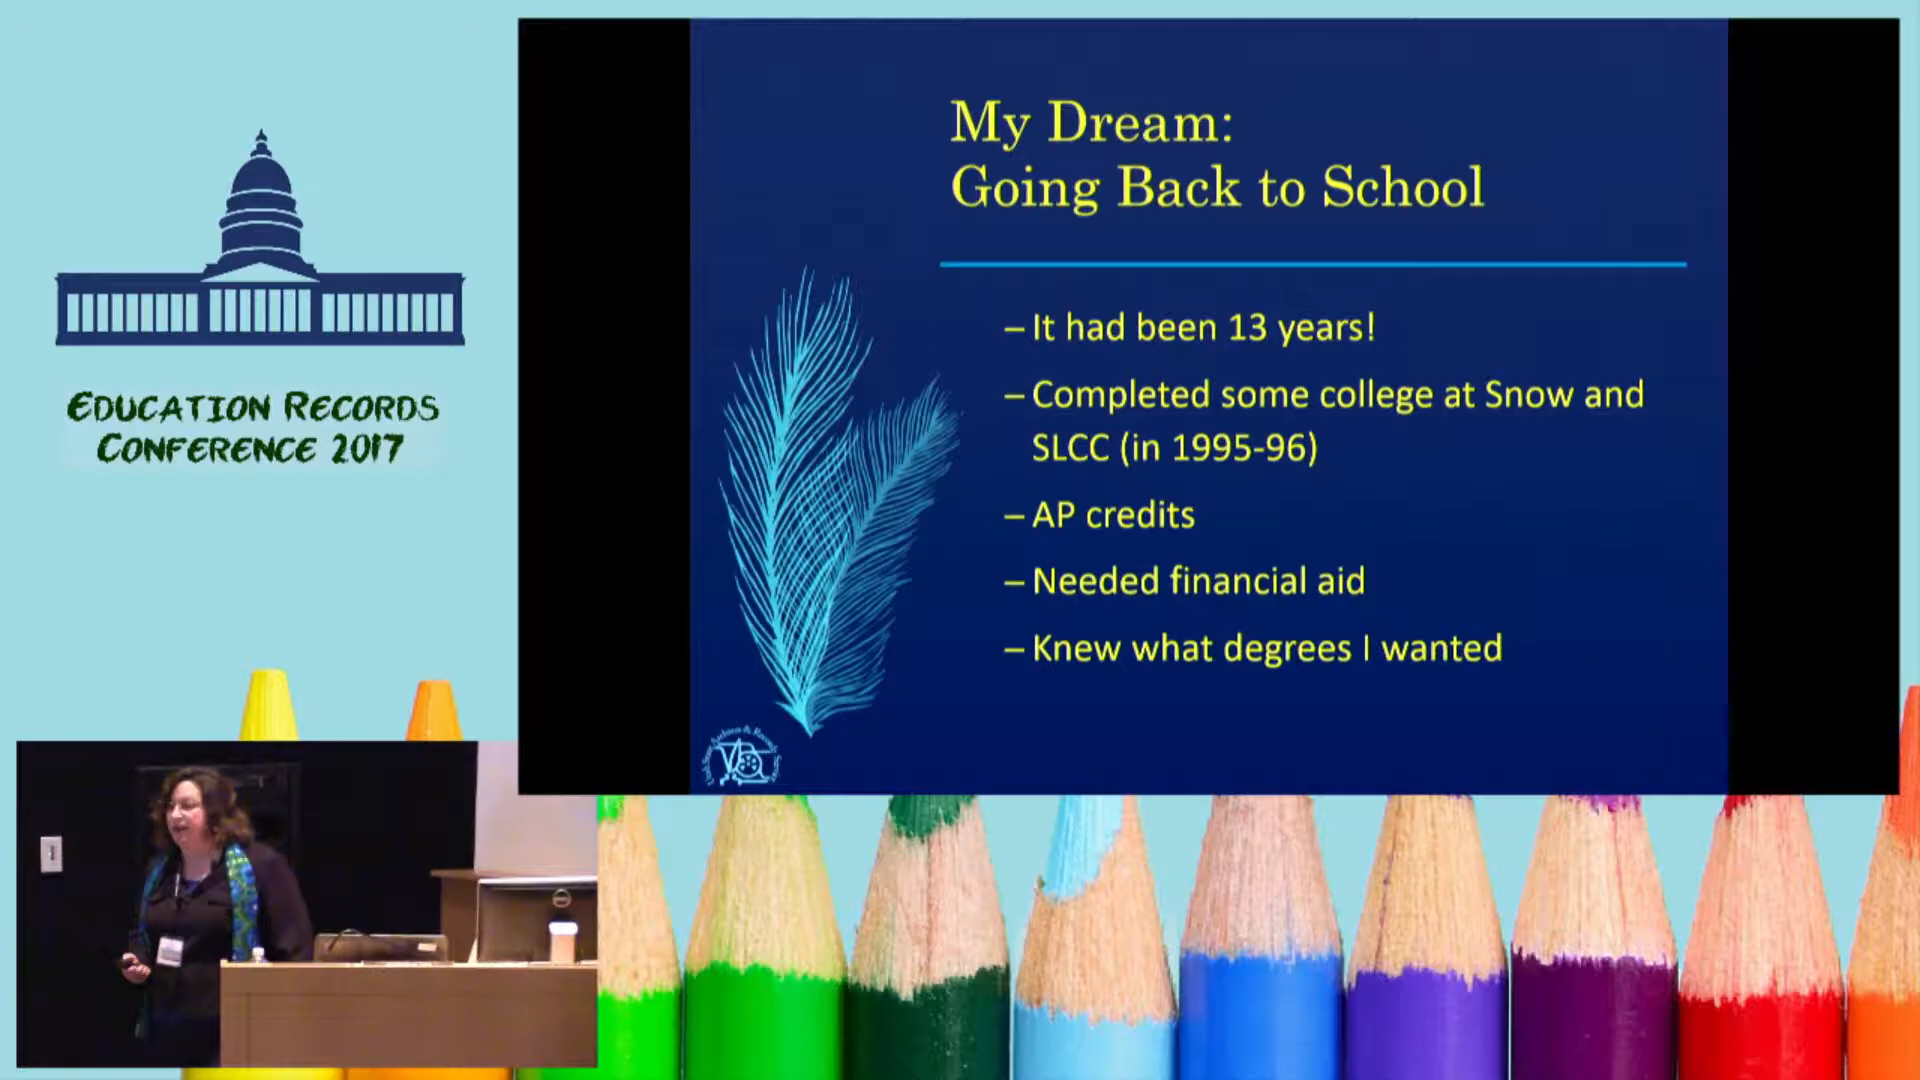 My Dream:
Going Back to School
– It had been 13 years!
– Completed some college at Snow and
SLCC (in 1995-96)
– AP credits
– Needed financial aid
– Knew what degrees I wanted
Education Records
Conference 2017